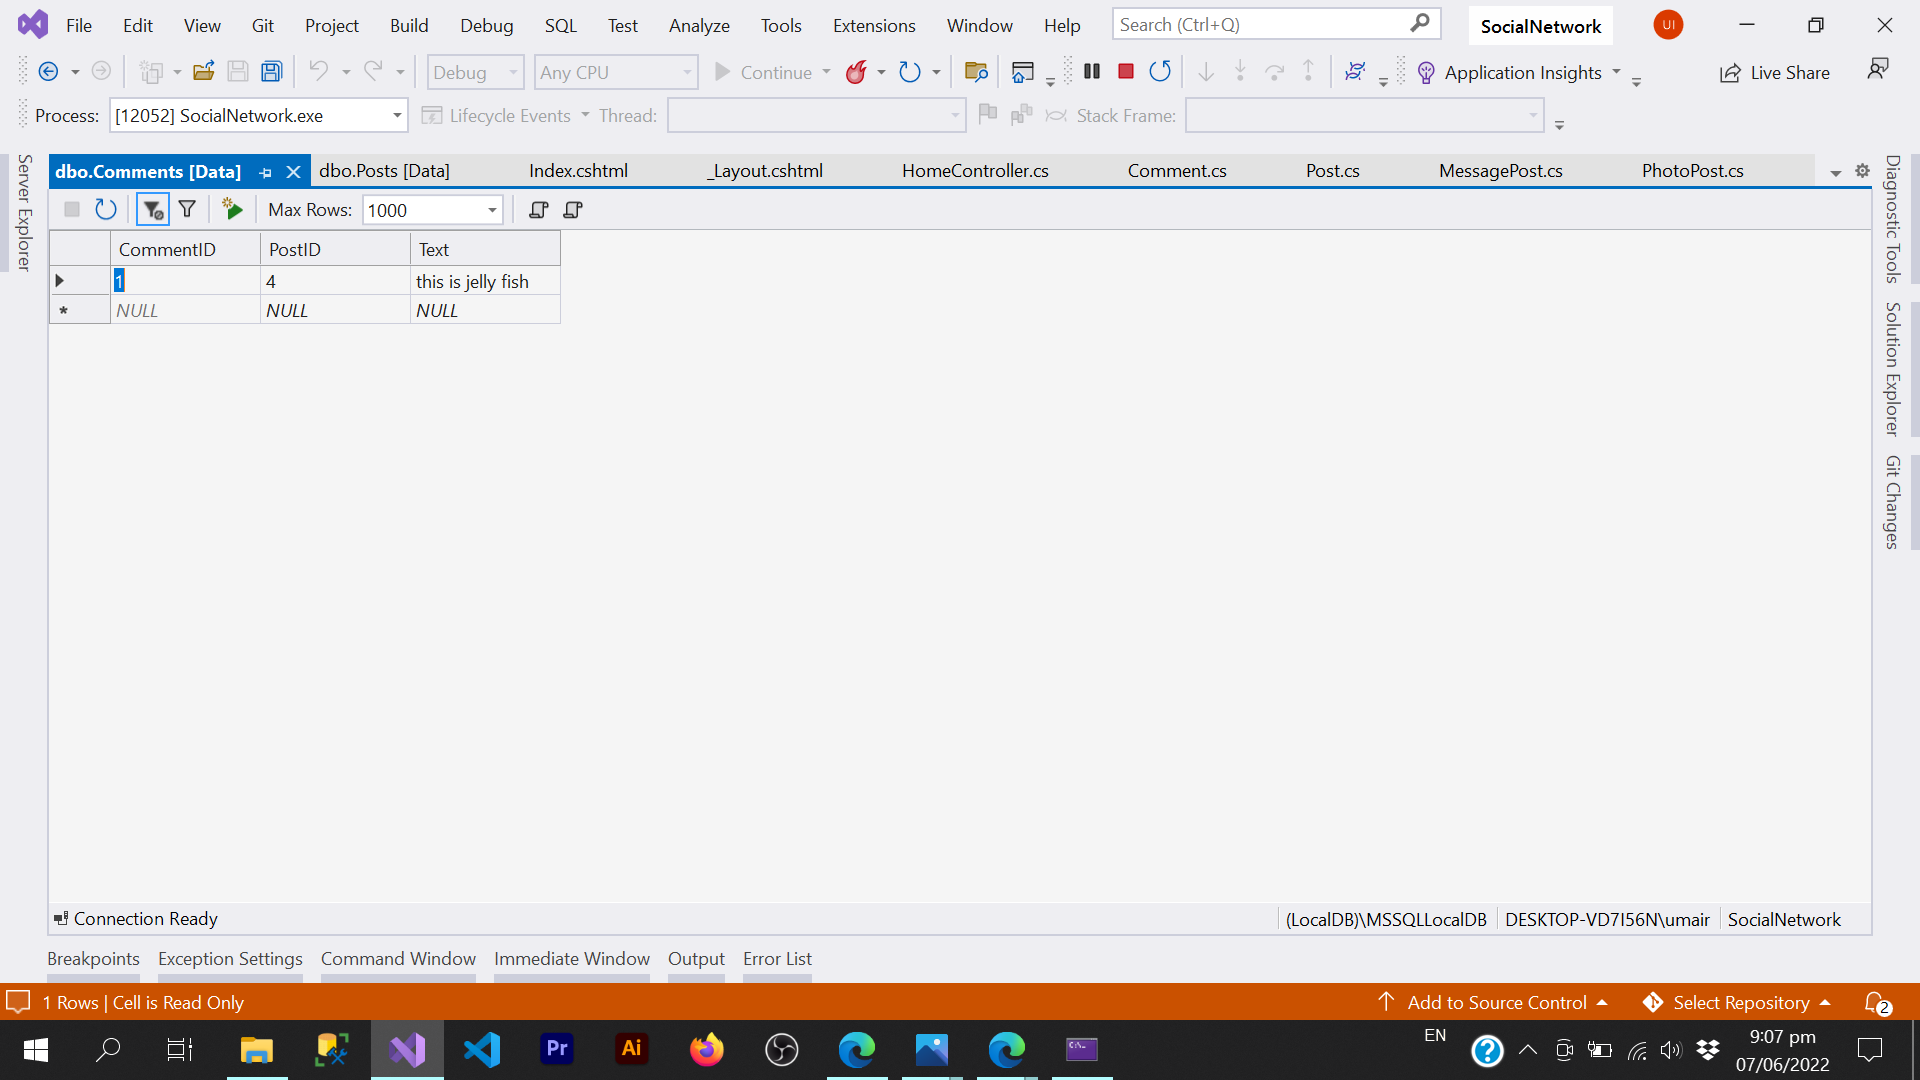 File Edit View Git Project Build Debug SQL Test Analyze Tools Extensions Window Help Search (Ctrl+Q) SocialNetwork UI
Debug Any CPU Continue Application Insights Live Share
Process: [12052] SocialNetwork.exe Lifecycle Events Thread: Stack Frame:
Server Explorer
dbo.Comments [Data] dbo.Posts [Data] Index.cshtml _Layout.cshtml HomeController.cs Comment.cs Post.cs MessagePost.cs PhotoPost.cs
Max Rows: 1000
CommentID PostID Text
1 4 this is jelly fish
* NULL NULL NULL
Diagnostic Tools
Solution Explorer
Git Changes
Connection Ready (LocalDB)\MSSQLLocalDB DESKTOP-VD7I56N\umair SocialNetwork
Breakpoints Exception Settings Command Window Immediate Window Output Error List
1 Rows | Cell is Read Only Add to Source Control Select Repository 2
Pr Ai EN 9:07 pm
07/06/2022